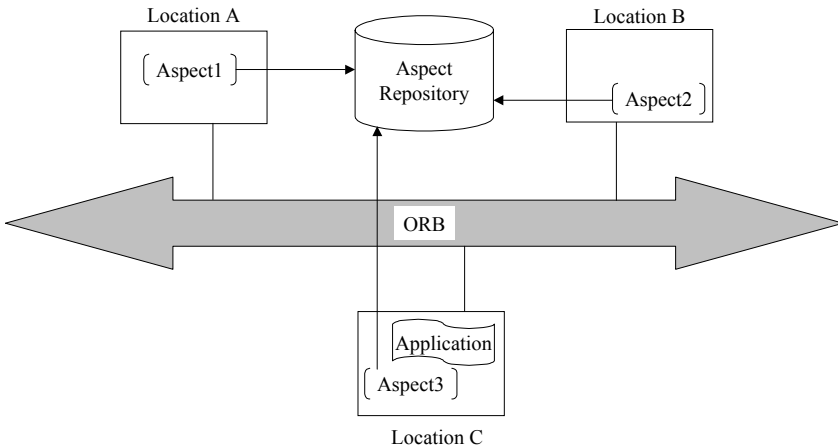 Location A
Location B
Aspect1
Aspect
Repository
Aspect2
ORB
Application
Aspect3
Location C